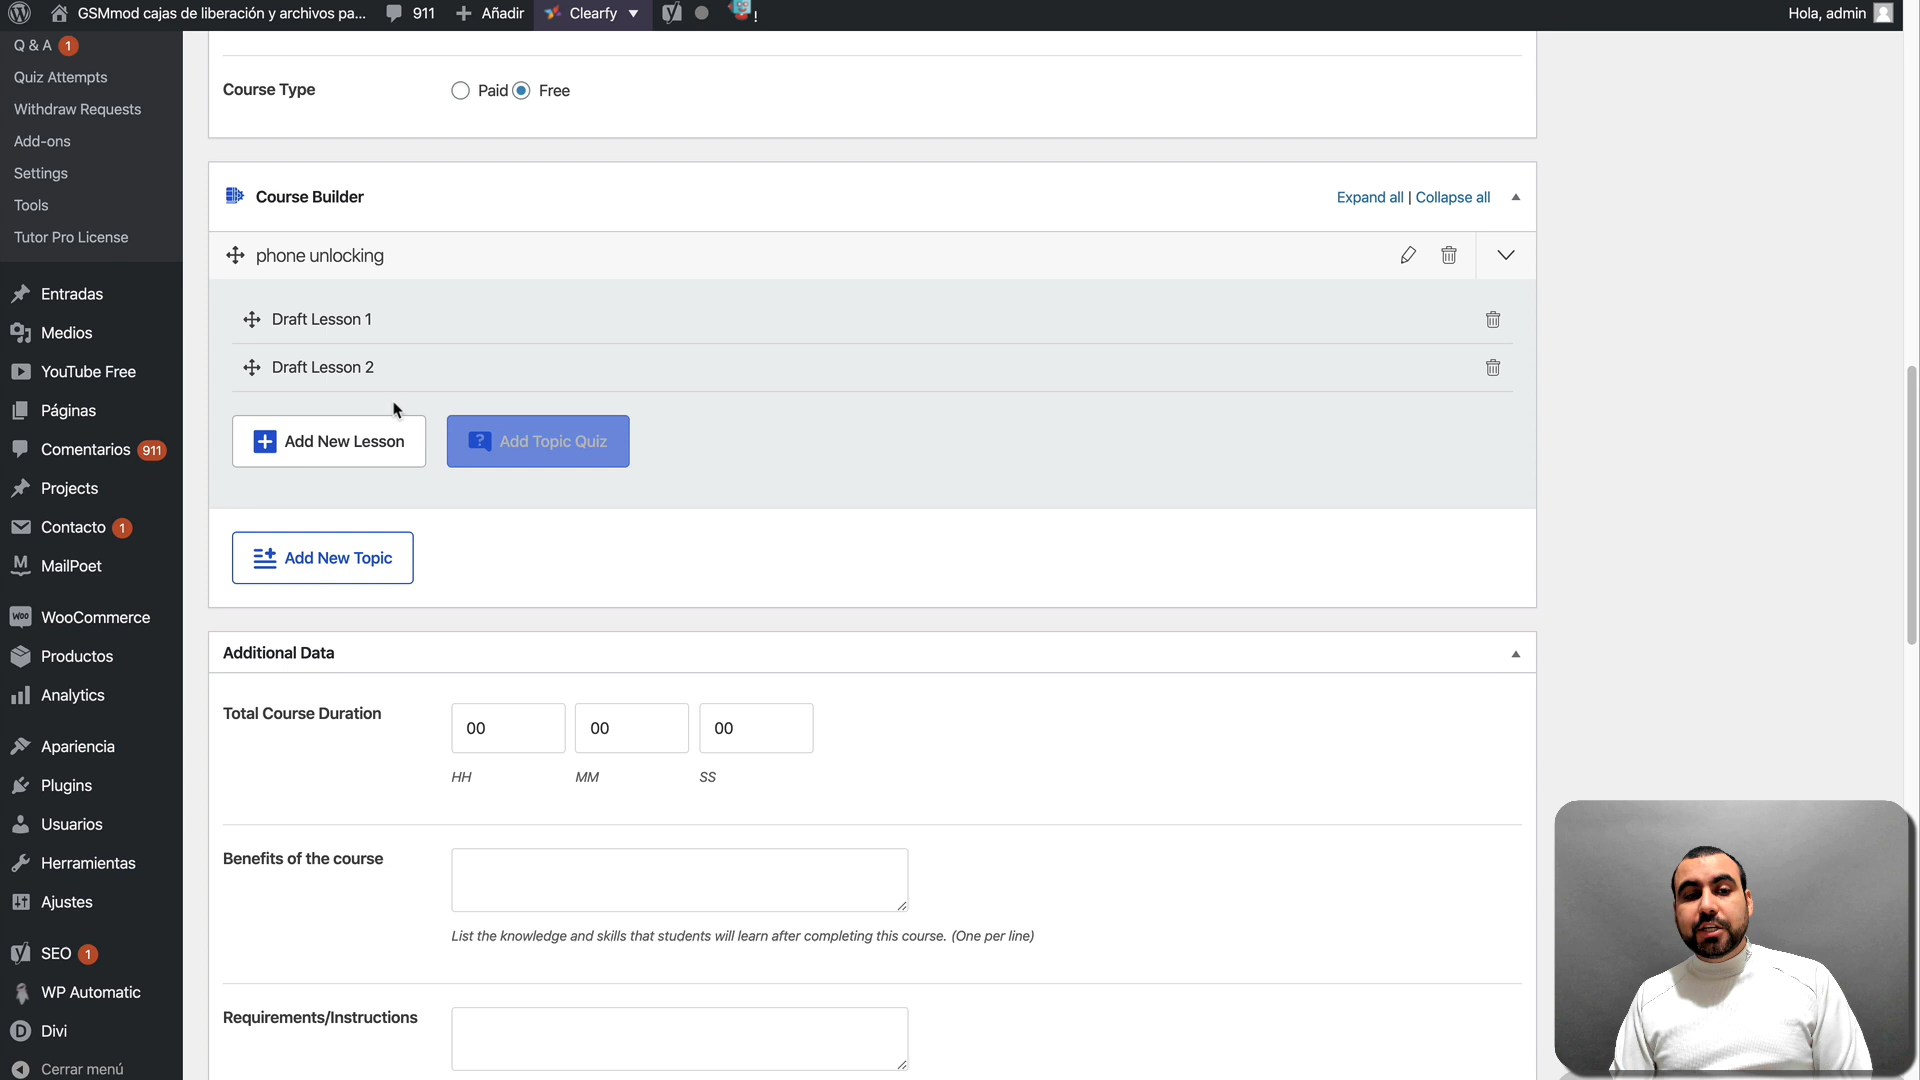 GSMmod cajas de liberación y archivos pa... 911 Añadir Clearfy ▼ ! Hola, admin
Q & A 1
Quiz Attempts
Withdraw Requests
Add-ons
Settings
Tools
Tutor Pro License
Entradas
Medios
YouTube Free
Páginas
Comentarios 911
Projects
Contacto 1
MailPoet
WooCommerce
Productos
Analytics
Apariencia
Plugins
Usuarios
Herramientas
Ajustes
SEO 1
WP Automatic
Divi
Cerrar menú
Course Type Paid Free
Course Builder Expand all | Collapse all
phone unlocking
Draft Lesson 1
Draft Lesson 2
Add New Lesson Add Topic Quiz
Add New Topic
Additional Data
Total Course Duration 00 00 00
HH MM SS
Benefits of the course
List the knowledge and skills that students will learn after completing this course. (One per line)
Requirements/Instructions